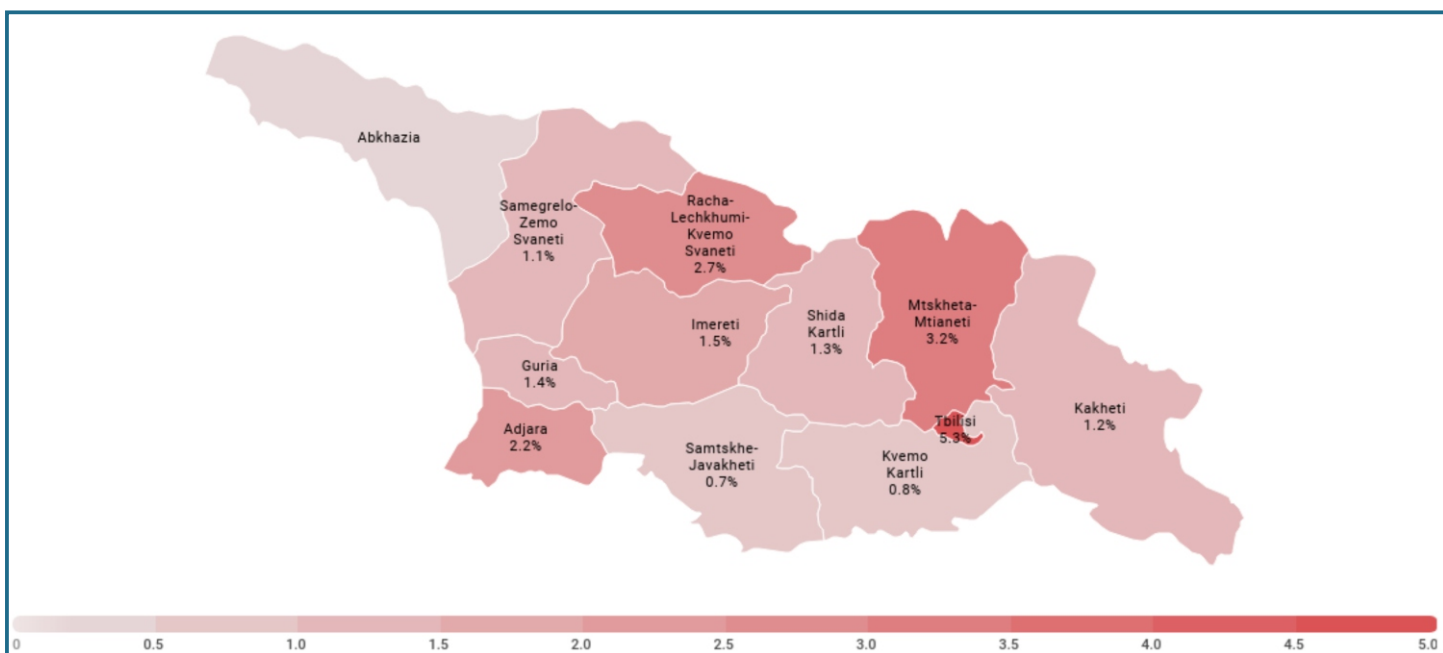 Abkhazia
Samegrelo-
Zemo
Svaneti
1.1%
Racha-
Lechkhumi-
Kvemo
Svaneti
2.7%
Mtskheta-
Mtianeti
3.2%
Shida
Kartli
1.3%
Imereti
1.5%
Guria
1.4%
Kakheti
1.2%
Tbilisi
5.3%
Adjara
2.2%
Samtskhe-
Javakheti
0.7%
Kvemo
Kartli
0.8%
0 0.5 1.0 1.5 2.0 2.5 3.0 3.5 4.0 4.5 5.0